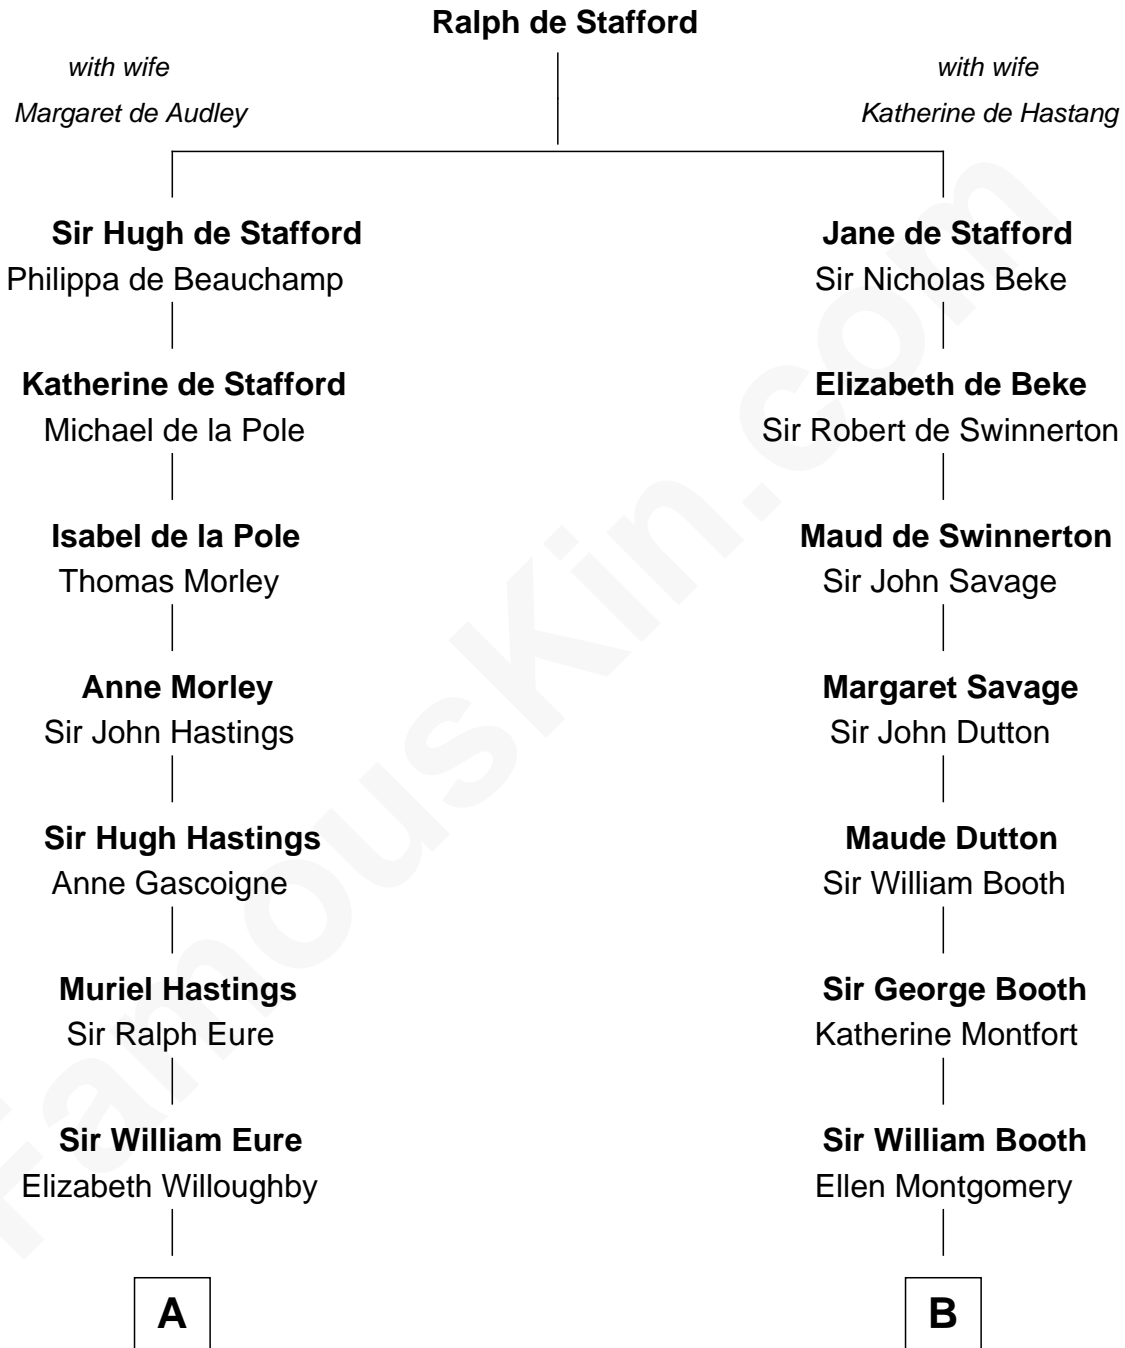 Ralph de Stafford
with wife
Margaret de Audley
with wife
Katherine de Hastang
Sir Hugh de Stafford
Philippa de Beauchamp
Jane de Stafford
Sir Nicholas Beke
Katherine de Stafford
Michael de la Pole
Elizabeth de Beke
Sir Robert de Swinnerton
Isabel de la Pole
Thomas Morley
Maud de Swinnerton
Sir John Savage
Anne Morley
Sir John Hastings
Margaret Savage
Sir John Dutton
Sir Hugh Hastings
Anne Gascoigne
Maude Dutton
Sir William Booth
Muriel Hastings
Sir Ralph Eure
Sir George Booth
Katherine Montfort
Sir William Eure
Elizabeth Willoughby
Sir William Booth
Ellen Montgomery
A
B
FamousKin.com